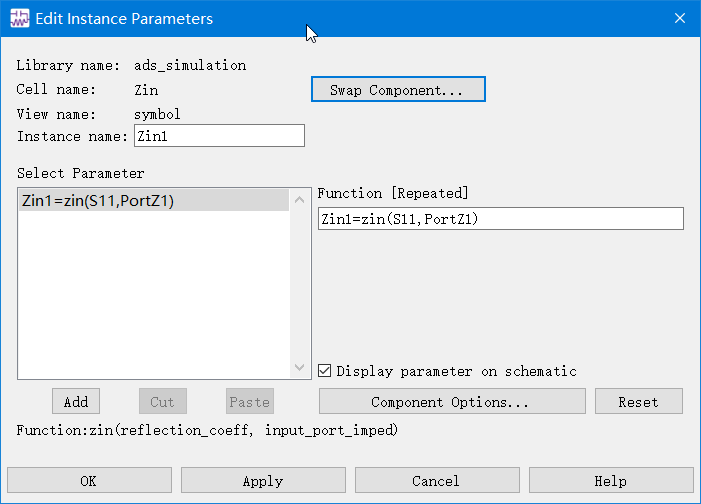 Edit Instance Parameters
Library name: ads_simulation
Cell name: Zin
Swap Component...
View name: symbol
Instance name: Zin1
Select Parameter
Zin1=zin(S11,PortZ1)
Function [Repeated]
Zin1=zin(S11,PortZ1)
Display parameter on schematic
Add Cut Paste Component Options... Reset
Function:zin(reflection_coeff, input_port_imped)
OK Apply Cancel Help